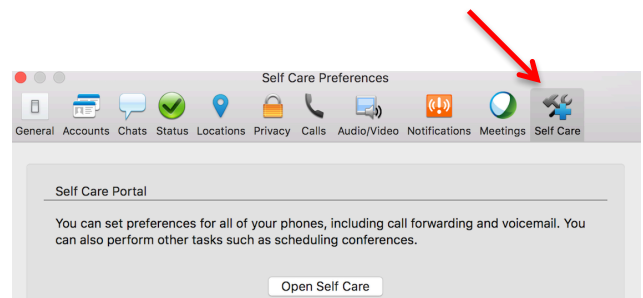 Self Care Preferences
General Accounts Chats Status Locations Privacy Calls Audio/Video Notifications Meetings Self Care
Self Care Portal
You can set preferences for all of your phones, including call forwarding and voicemail. You
can also perform other tasks such as scheduling conferences.
Open Self Care